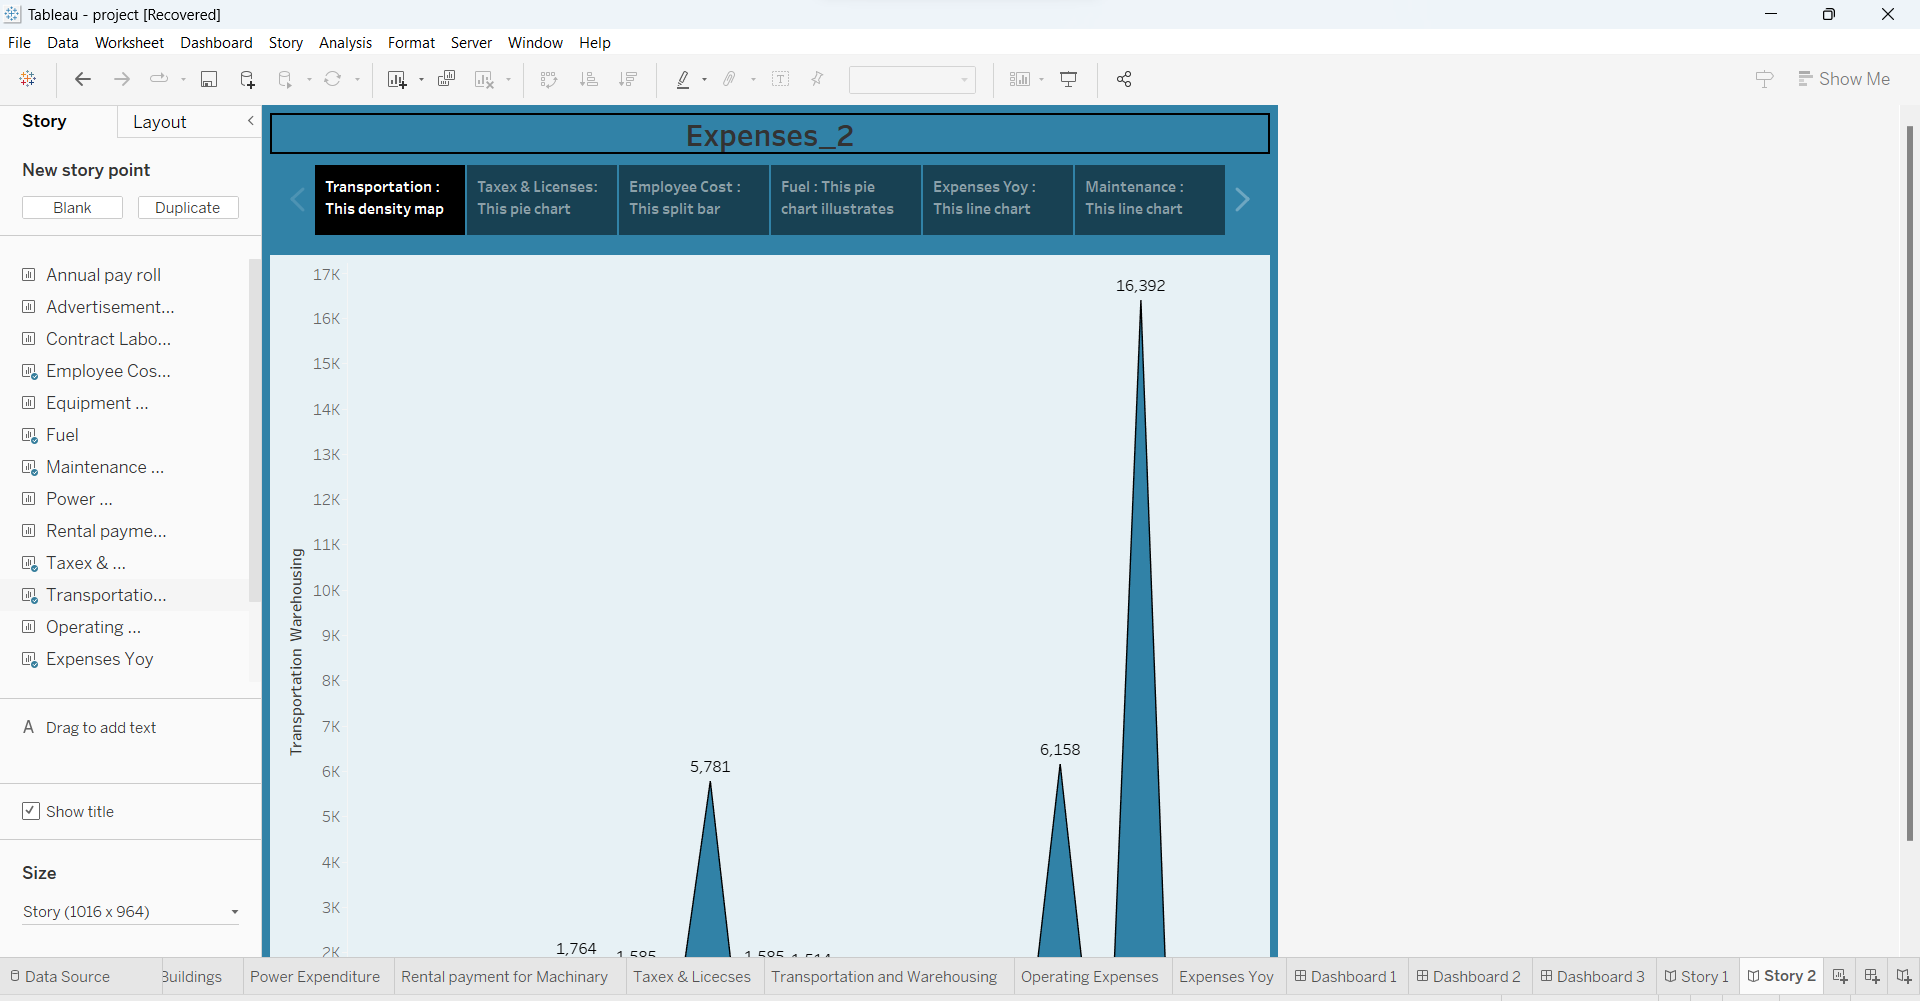 Tableau - project [Recovered]
File Data Worksheet Dashboard Story Analysis Format Server Window Help
Show Me
Story
Layout
New story point
Blank
Duplicate
Annual pay roll
Advertisement...
Contract Labo...
Employee Cos...
Equipment ...
Fuel
Maintenance ...
Power ...
Rental payme...
Taxex & ...
Transportatio...
Operating ...
Expenses Yoy
A Drag to add text
Show title
Size
Story (1016 x 964)
Expenses_2
Transportation :
This density map
Taxex & Licenses:
This pie chart
Employee Cost :
This split bar
Fuel : This pie
chart illustrates
Expenses Yoy :
This line chart
Maintenance :
This line chart
Transportation Warehousing
17K
16K
15K
14K
13K
12K
11K
10K
9K
8K
7K
6K
5K
4K
3K
2K
16,392
6,158
5,781
1,764
1,585
1,585
1,514
Data Source
Buildings
Power Expenditure
Rental payment for Machinary
Taxex & Licecses
Transportation and Warehousing
Operating Expenses
Expenses Yoy
Dashboard 1
Dashboard 2
Dashboard 3
Story 1
Story 2